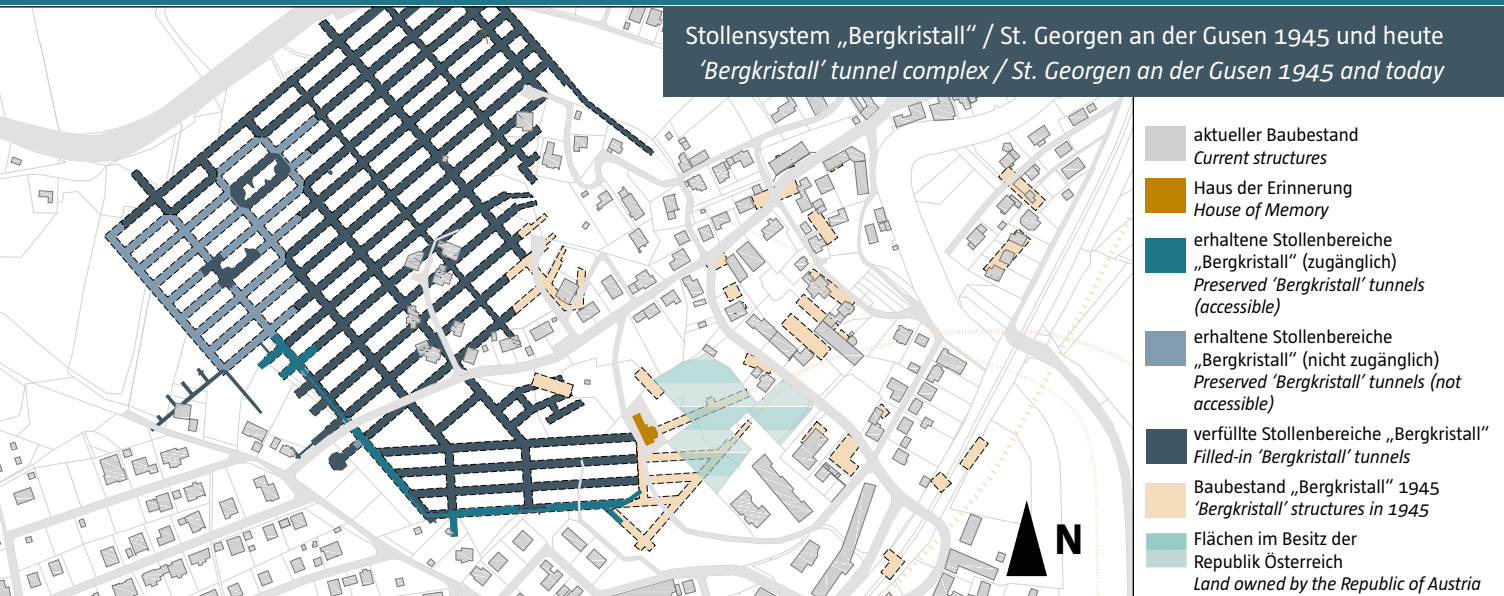 Stollensystem „Bergkristall“ / St. Georgen an der Gusen 1945 und heute
‘Bergkristall’ tunnel complex / St. Georgen an der Gusen 1945 and today
aktueller Baubestand
Current structures
Haus der Erinnerung
House of Memory
erhaltene Stollenbereiche
„Bergkristall“ (zugänglich)
Preserved ‘Bergkristall’ tunnels
(accessible)
erhaltene Stollenbereiche
„Bergkristall“ (nicht zugänglich)
Preserved ‘Bergkristall’ tunnels (not
accessible)
verfüllte Stollenbereiche „Bergkristall“
Filled-in ‘Bergkristall’ tunnels
Baubestand „Bergkristall“ 1945
‘Bergkristall’ structures in 1945
Flächen im Besitz der
Republik Österreich
Land owned by the Republic of Austria
N